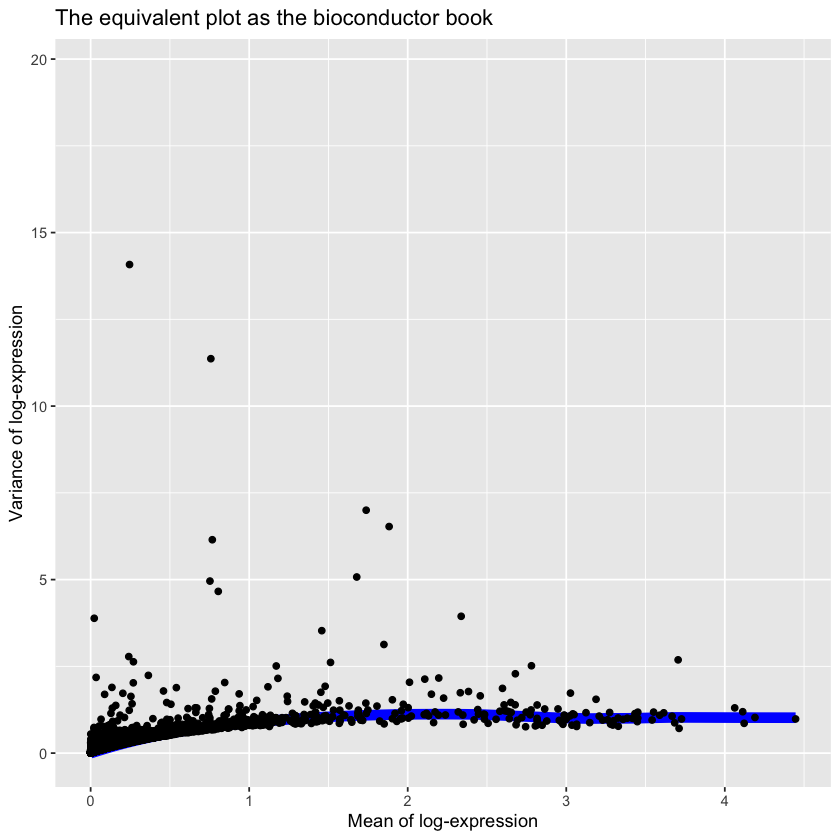 The equivalent plot as the bioconductor book
Variance of log-expression
20
15
10
5
0
0 1 2 3 4
Mean of log-expression